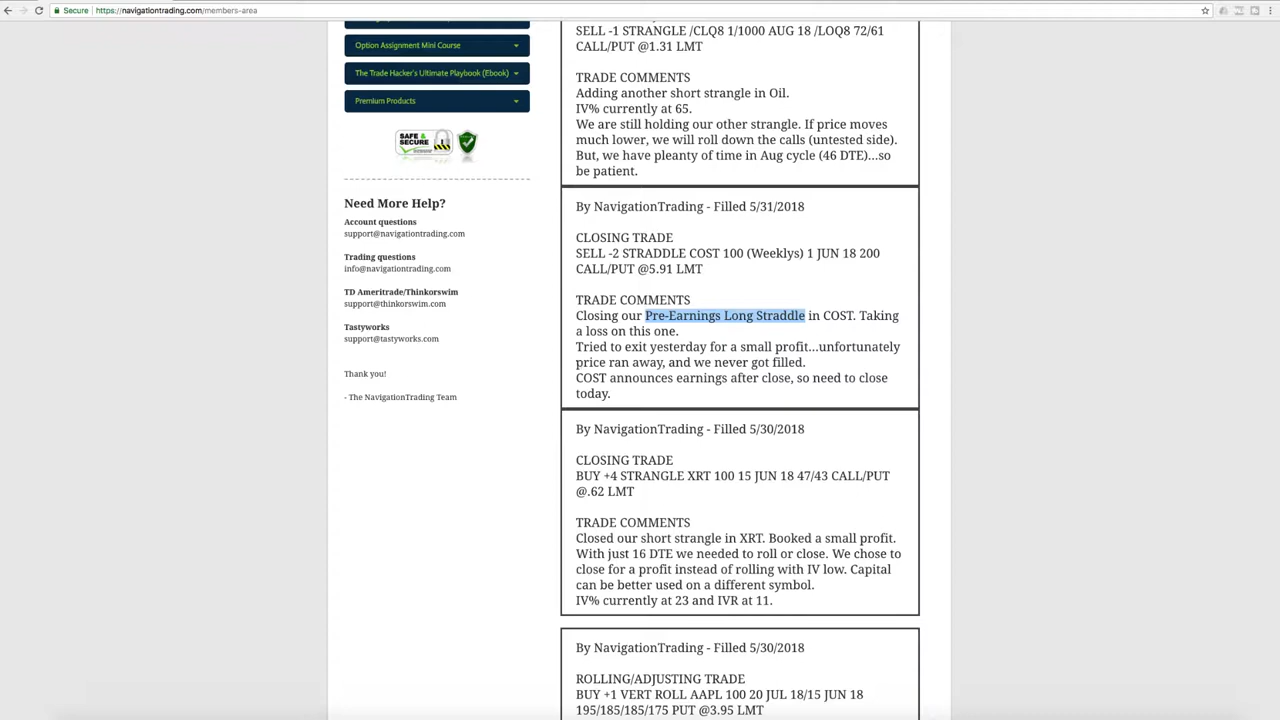 Secure
https://navigationtrading.com/members-area
Option Assignment Mini Course
The Trade Hacker's Ultimate Playbook (Ebook)
Premium Products
SAFE &
SECURE
Need More Help?
Account questions
support@navigationtrading.com
Trading questions
info@navigationtrading.com
TD Ameritrade/Thinkorswim
support@thinkorswim.com
Tastyworks
support@tastyworks.com
Thank you!
- The NavigationTrading Team
SELL -1 STRANGLE /CLQ8 1/1000 AUG 18 /LOQ8 72/61
CALL/PUT @1.31 LMT
TRADE COMMENTS
Adding another short strangle in Oil.
IV% currently at 65.
We are still holding our other strangle. If price moves
much lower, we will roll down the calls (untested side).
But, we have pleanty of time in Aug cycle (46 DTE)...so
be patient.
By NavigationTrading - Filled 5/31/2018
CLOSING TRADE
SELL -2 STRADDLE COST 100 (Weeklys) 1 JUN 18 200
CALL/PUT @5.91 LMT
TRADE COMMENTS
Closing our Pre-Earnings Long Straddle in COST. Taking
a loss on this one.
Tried to exit yesterday for a small profit...unfortunately
price ran away, and we never got filled.
COST announces earnings after close, so need to close
today.
By NavigationTrading - Filled 5/30/2018
CLOSING TRADE
BUY +4 STRANGLE XRT 100 15 JUN 18 47/43 CALL/PUT
@.62 LMT
TRADE COMMENTS
Closed our short strangle in XRT. Booked a small profit.
With just 16 DTE we needed to roll or close. We chose to
close for a profit instead of rolling with IV low. Capital
can be better used on a different symbol.
IV% currently at 23 and IVR at 11.
By NavigationTrading - Filled 5/30/2018
ROLLING/ADJUSTING TRADE
BUY +1 VERT ROLL AAPL 100 20 JUL 18/15 JUN 18
195/185/185/175 PUT @3.95 LMT